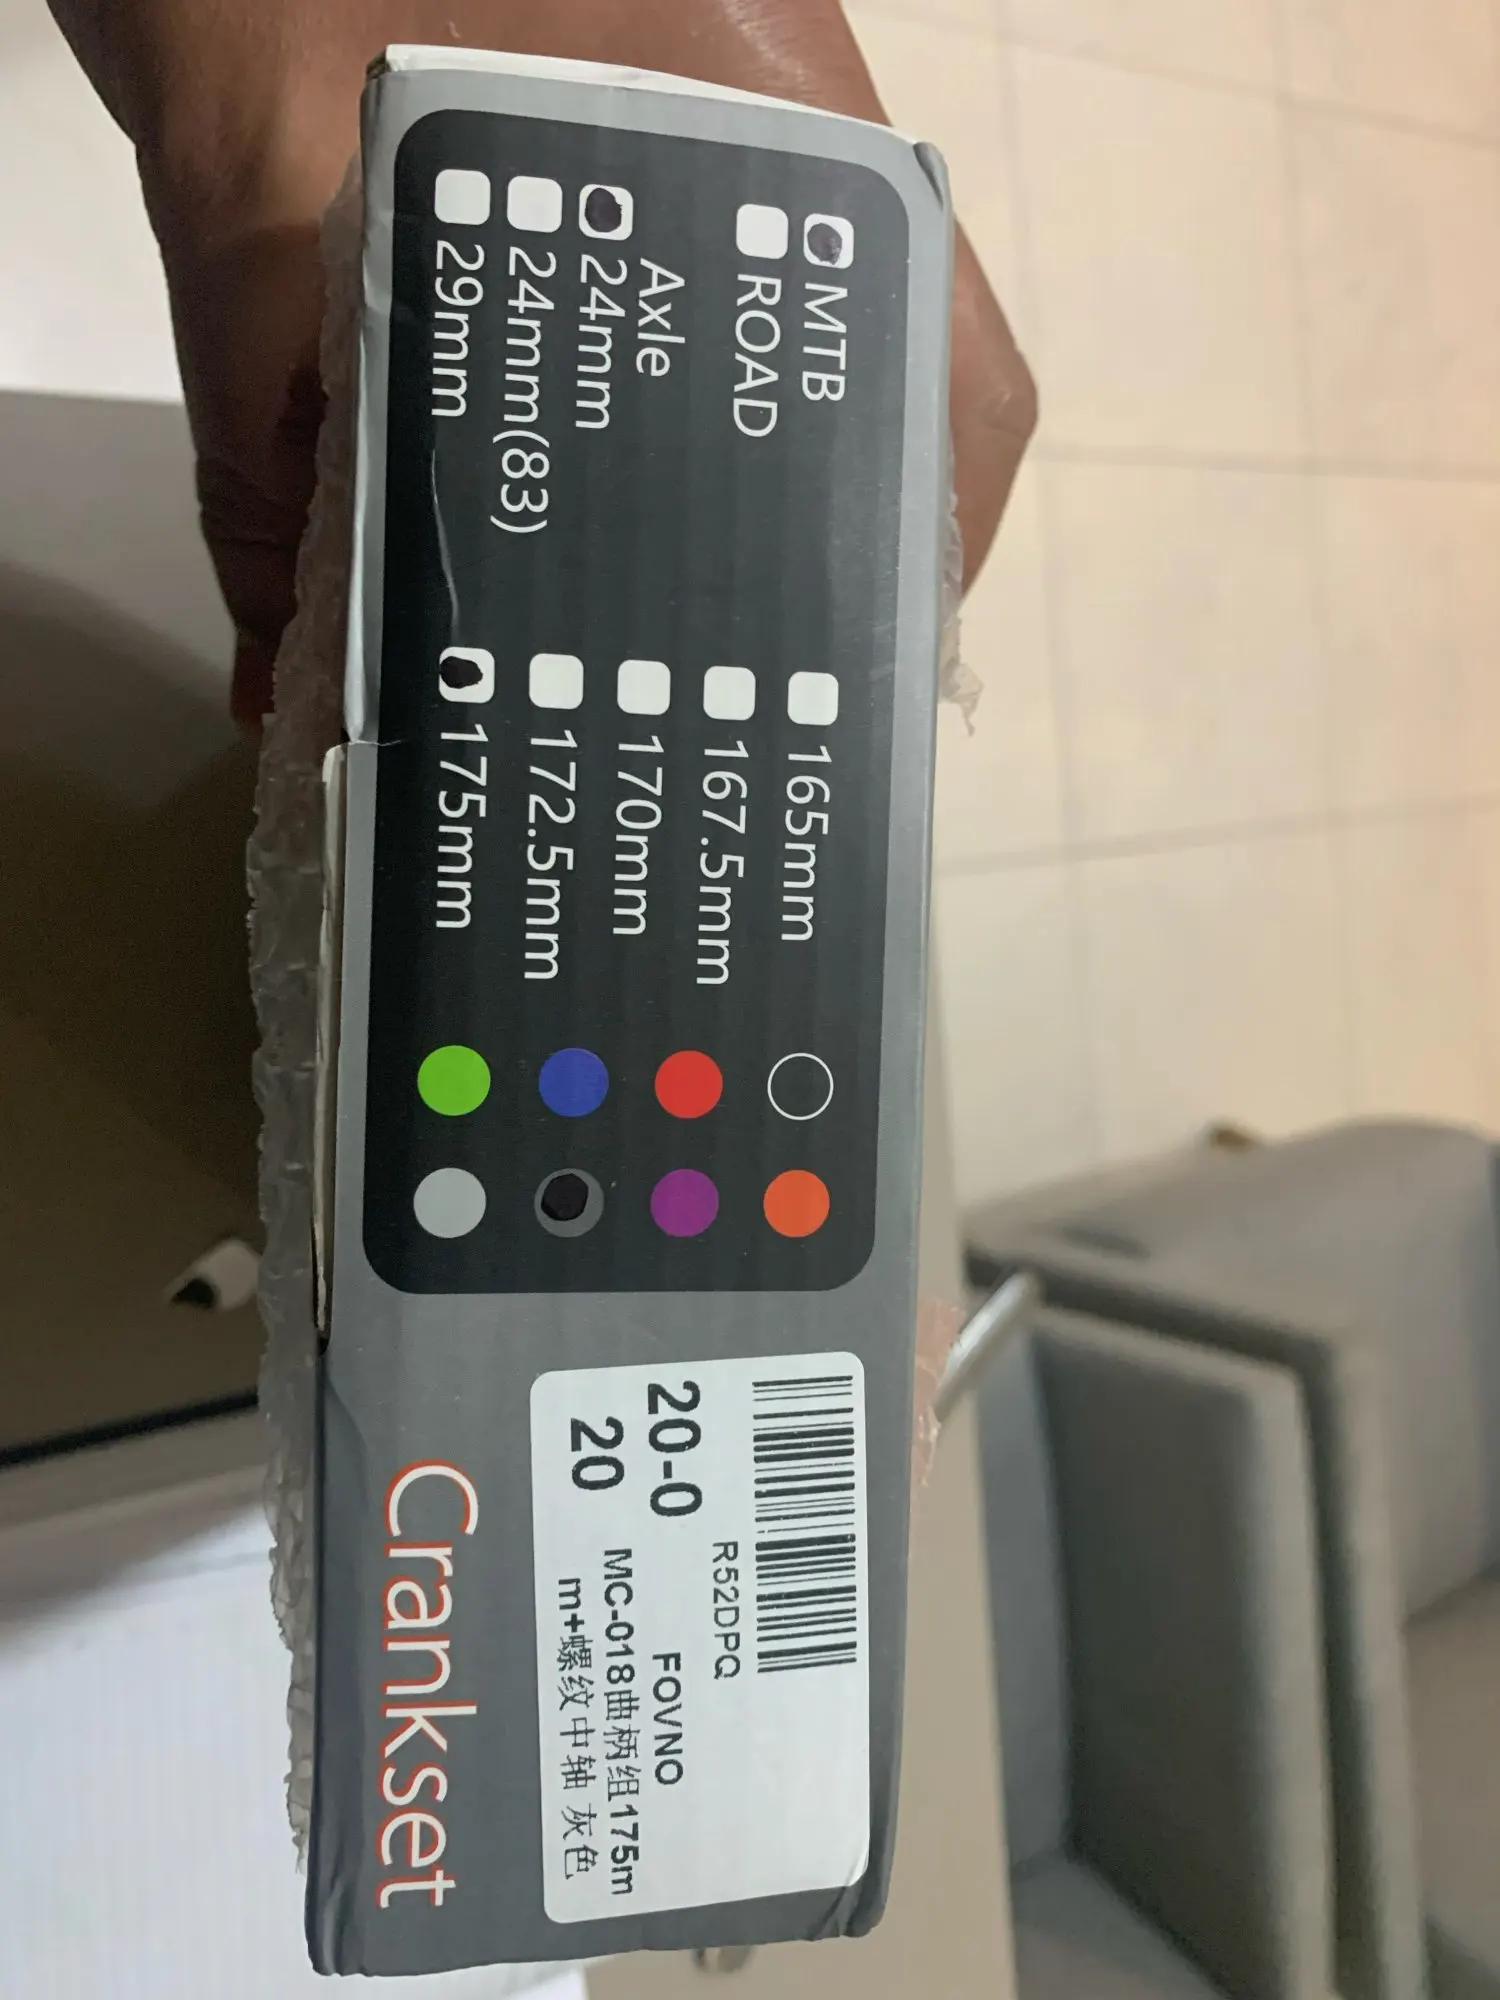 MTB
ROAD
Axle
24mm
24mm(83)
29mm
165mm
167.5mm
170mm
172.5mm
175mm
R52DPQ
20-0
20
FOVNO
MC-018曲柄组175m
m+螺纹中轴 灰色
Crankset